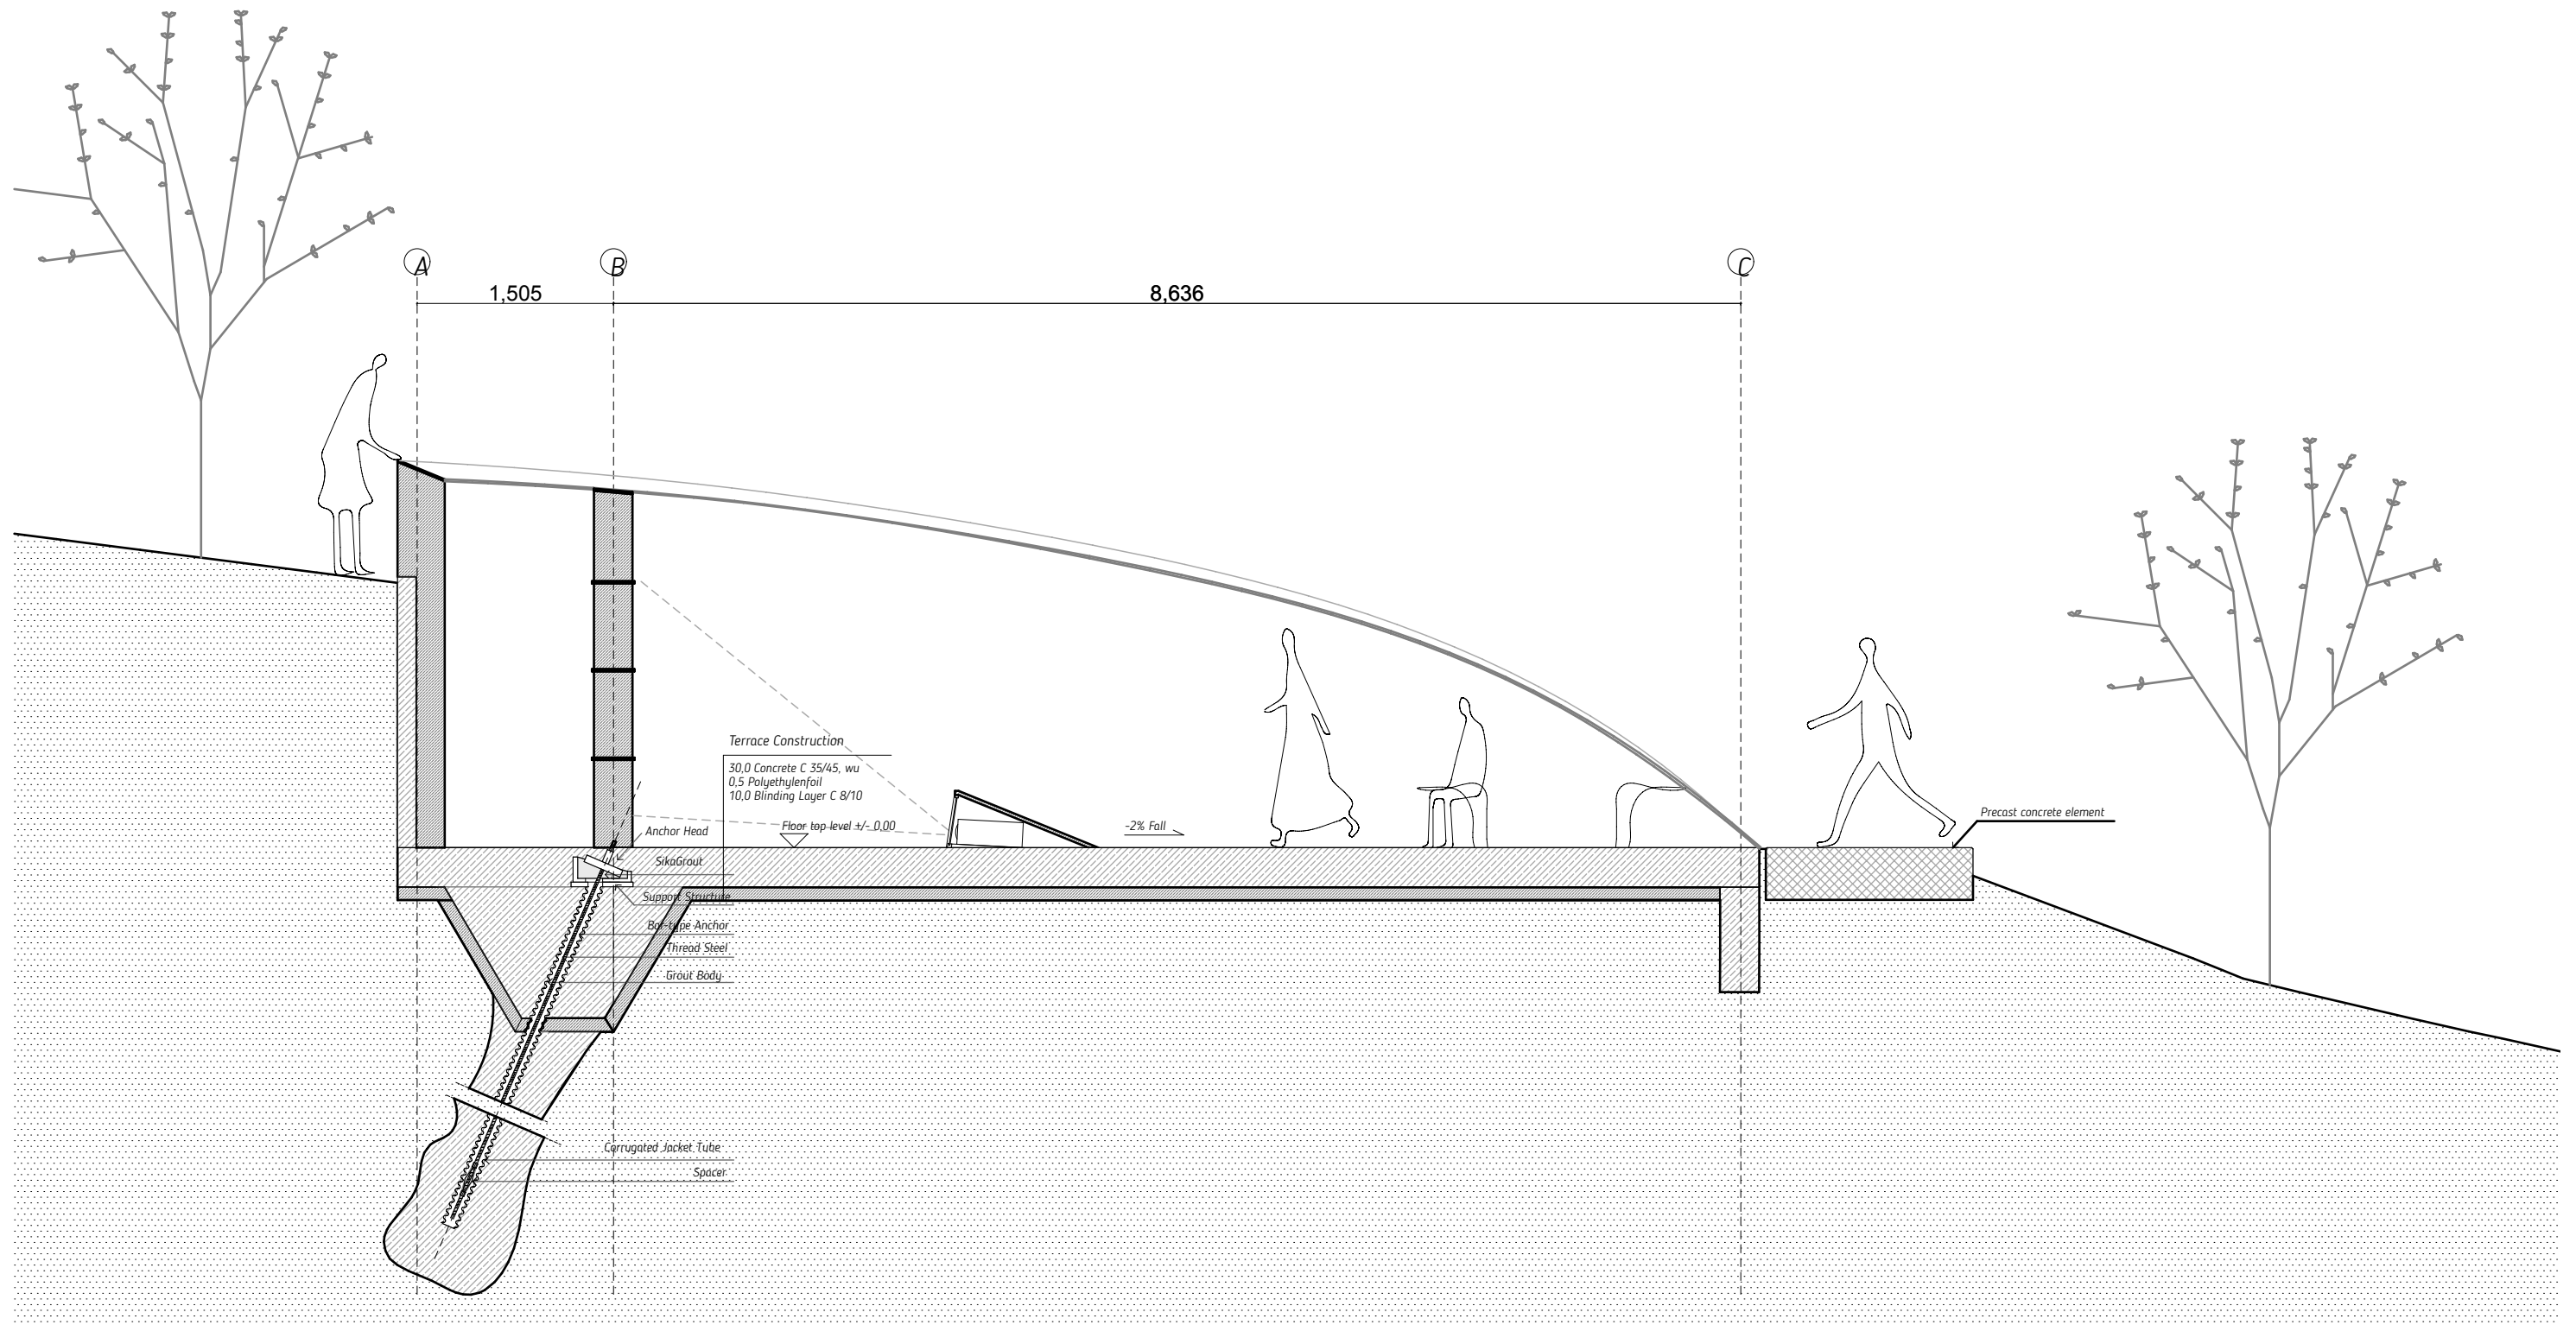 A
B
C
1,505
8,636
Terrace Construction
30,0 Concrete C 35/45, wu
0,5 Polyethylenfoil
10,0 Blinding Layer C 8/10
Anchor Head
Floor top level +/- 0,00
-2% Fall
Precast concrete element
SikaGrout
Support Structure
Bar-type Anchor
Thread Steel
Grout Body
Corrugated Jacket Tube
Spacer